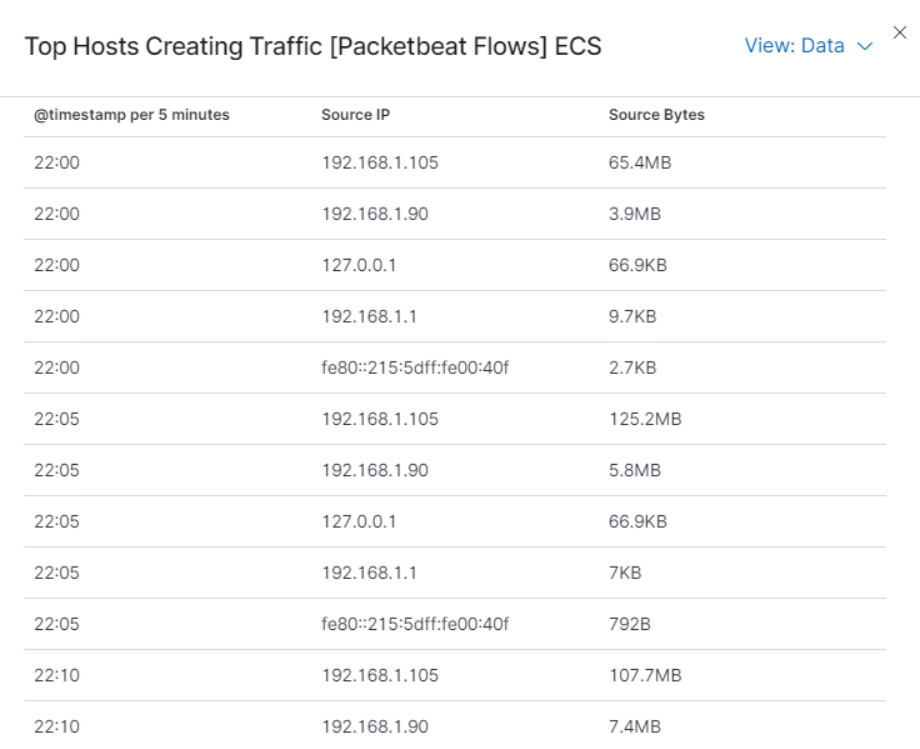 Top Hosts Creating Traffic [Packetbeat Flows] ECS View: Data
@timestamp per 5 minutes Source IP Source Bytes
22:00 192.168.1.105 65.4MB
22:00 192.168.1.90 3.9MB
22:00 127.0.0.1 66.9KB
22:00 192.168.1.1 9.7KB
22:00 fe80::215:5dff:fe00:40f 2.7KB
22:05 192.168.1.105 125.2MB
22:05 192.168.1.90 5.8MB
22:05 127.0.0.1 66.9KB
22:05 192.168.1.1 7KB
22:05 fe80::215:5dff:fe00:40f 792B
22:10 192.168.1.105 107.7MB
22:10 192.168.1.90 7.4MB